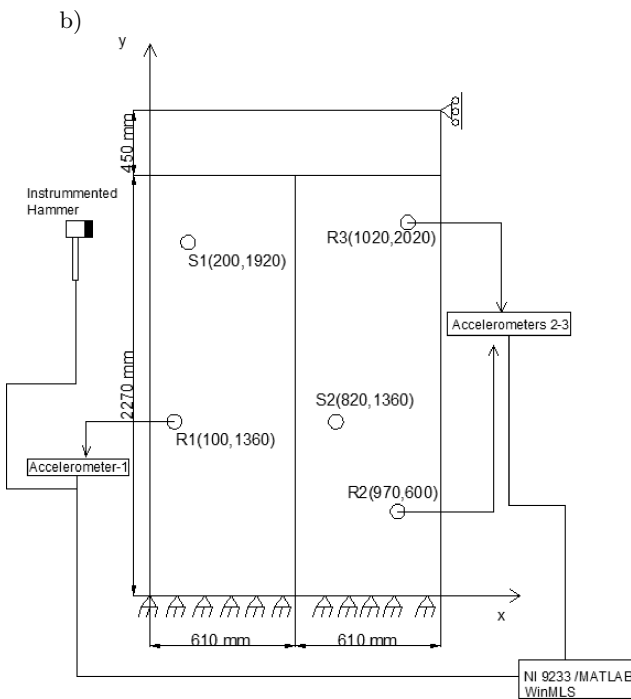 b)
y
450 mm
Instrummented
Hammer
S1(200,1920)
R3(1020,2020)
Accelerometers 2-3
2270 mm
S2(820,1360)
R1(100,1360)
Accelerometer-1
R2(970,600)
x
610 mm
610 mm
NI 9233 /MATLAB
WinMLS